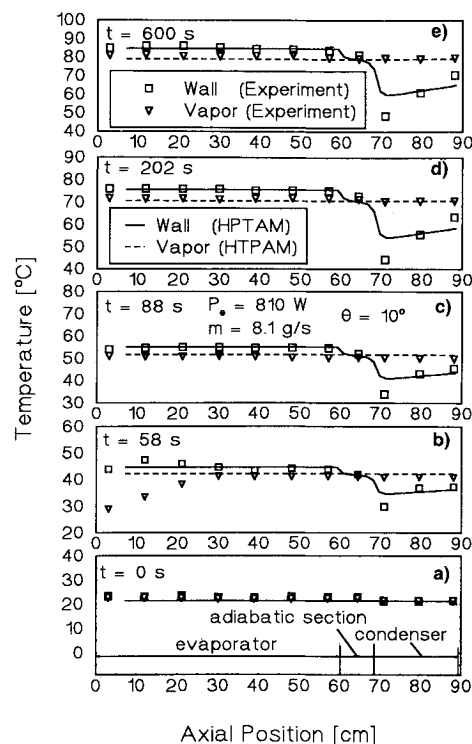 100
90
80
70
60
50
40
t = 600 s
e)
Wall (Experiment)
Vapor (Experiment)
0 10 20 30 40 50 60 70 80 90
90
80
70
60
50
40
t = 202 s
d)
Wall (HPTAM)
Vapor (HTPAM)
0 10 20 30 40 50 60 70 80 90
70
60
50
40
30
t = 88 s
Pe = 810 W
m = 8.1 g/s
θ = 10°
c)
0 10 20 30 40 50 60 70 80 90
60
50
40
30
20
t = 58 s
b)
0 10 20 30 40 50 60 70 80 90
40
30
20
10
0
t = 0 s
a)
adiabatic section
evaporator
condenser
0 10 20 30 40 50 60 70 80 90
Temperature [°C]
Axial Position [cm]